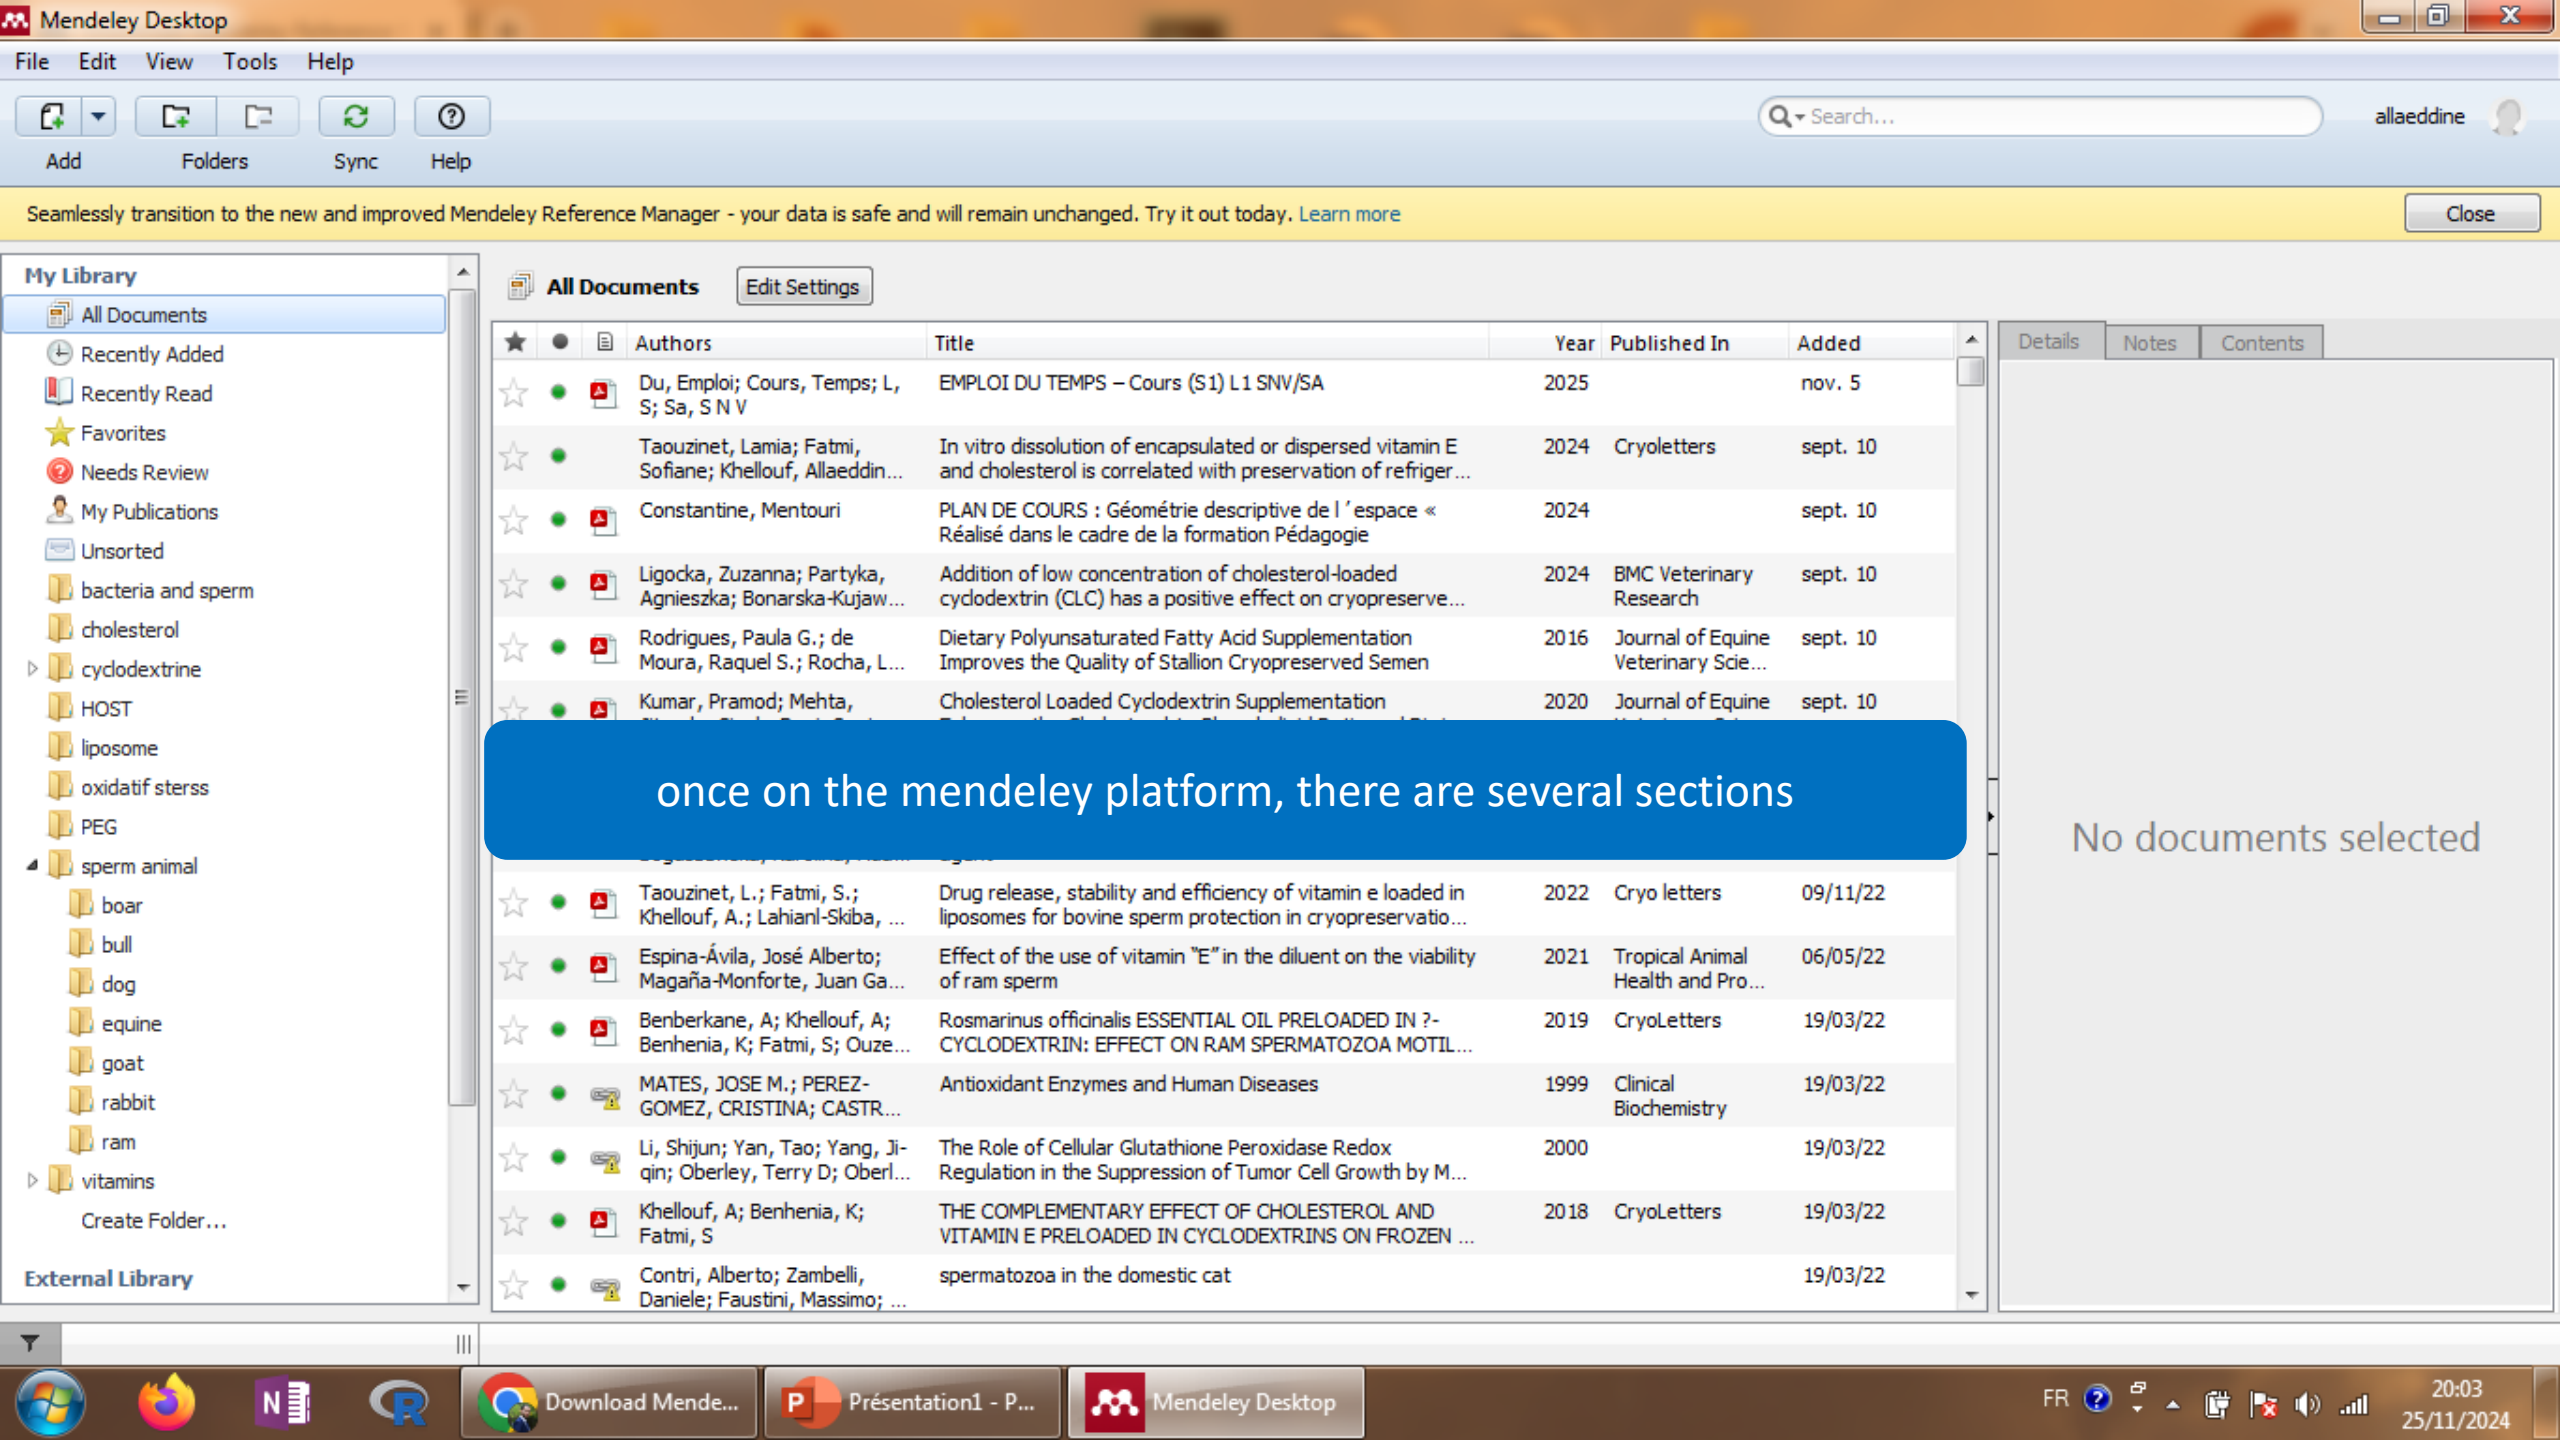 Mendeley Desktop
File Edit View Tools Help
Search...
allaeddine
Add Folders Sync Help
Seamlessly transition to the new and improved Mendeley Reference Manager - your data is safe and will remain unchanged. Try it out today. Learn more
Close
My Library
All Documents
Recently Added
Recently Read
Favorites
Needs Review
My Publications
Unsorted
bacteria and sperm
cholesterol
cyclodextrine
HOST
liposome
oxidatif sterss
PEG
sperm animal
boar
bull
dog
equine
goat
rabbit
ram
vitamins
Create Folder...
External Library
All Documents Edit Settings
Authors Title Year Published In Added
Du, Emploi; Cours, Temps; L, EMPLOI DU TEMPS – Cours (S1) L1 SNV/SA 2025 nov. 5
S; Sa, S N V
Taouzinet, Lamia; Fatmi, In vitro dissolution of encapsulated or dispersed vitamin E 2024 Cryoletters sept. 10
Sofiane; Khellouf, Allaeddin... and cholesterol is correlated with preservation of refriger...
Constantine, Mentouri PLAN DE COURS : Géométrie descriptive de l ’espace « 2024 sept. 10
Réalisé dans le cadre de la formation Pédagogie
Ligocka, Zuzanna; Partyka, Addition of low concentration of cholesterol-loaded 2024 BMC Veterinary sept. 10
Agnieszka; Bonarska-Kujaw... cyclodextrin (CLC) has a positive effect on cryopreserve... Research
Rodrigues, Paula G.; de Dietary Polyunsaturated Fatty Acid Supplementation 2016 Journal of Equine sept. 10
Moura, Raquel S.; Rocha, L... Improves the Quality of Stallion Cryopreserved Semen Veterinary Scie...
Kumar, Pramod; Mehta, Cholesterol Loaded Cyclodextrin Supplementation 2020 Journal of Equine sept. 10
once on the mendeley platform, there are several sections
Taouzinet, L.; Fatmi, S.; Drug release, stability and efficiency of vitamin e loaded in 2022 Cryo letters 09/11/22
Khellouf, A.; Lahianl-Skiba, ... liposomes for bovine sperm protection in cryopreservatio...
Espina-Ávila, José Alberto; Effect of the use of vitamin “E” in the diluent on the viability 2021 Tropical Animal 06/05/22
Magaña-Monforte, Juan Ga... of ram sperm Health and Pro...
Benberkane, A; Khellouf, A; Rosmarinus officinalis ESSENTIAL OIL PRELOADED IN ?- 2019 CryoLetters 19/03/22
Benhenia, K; Fatmi, S; Ouze... CYCLODEXTRIN: EFFECT ON RAM SPERMATOZOA MOTIL...
MATES, JOSE M.; PEREZ- Antioxidant Enzymes and Human Diseases 1999 Clinical 19/03/22
GOMEZ, CRISTINA; CASTR... Biochemistry
Li, Shijun; Yan, Tao; Yang, Ji- The Role of Cellular Glutathione Peroxidase Redox 2000 19/03/22
qin; Oberley, Terry D; Oberl... Regulation in the Suppression of Tumor Cell Growth by M...
Khellouf, A; Benhenia, K; THE COMPLEMENTARY EFFECT OF CHOLESTEROL AND 2018 CryoLetters 19/03/22
Fatmi, S VITAMIN E PRELOADED IN CYCLODEXTRINS ON FROZEN ...
Contri, Alberto; Zambelli, spermatozoa in the domestic cat 19/03/22
Daniele; Faustini, Massimo; ...
Details Notes Contents
No documents selected
Download Mende... Présentation1 - P... Mendeley Desktop
FR
20:03
25/11/2024